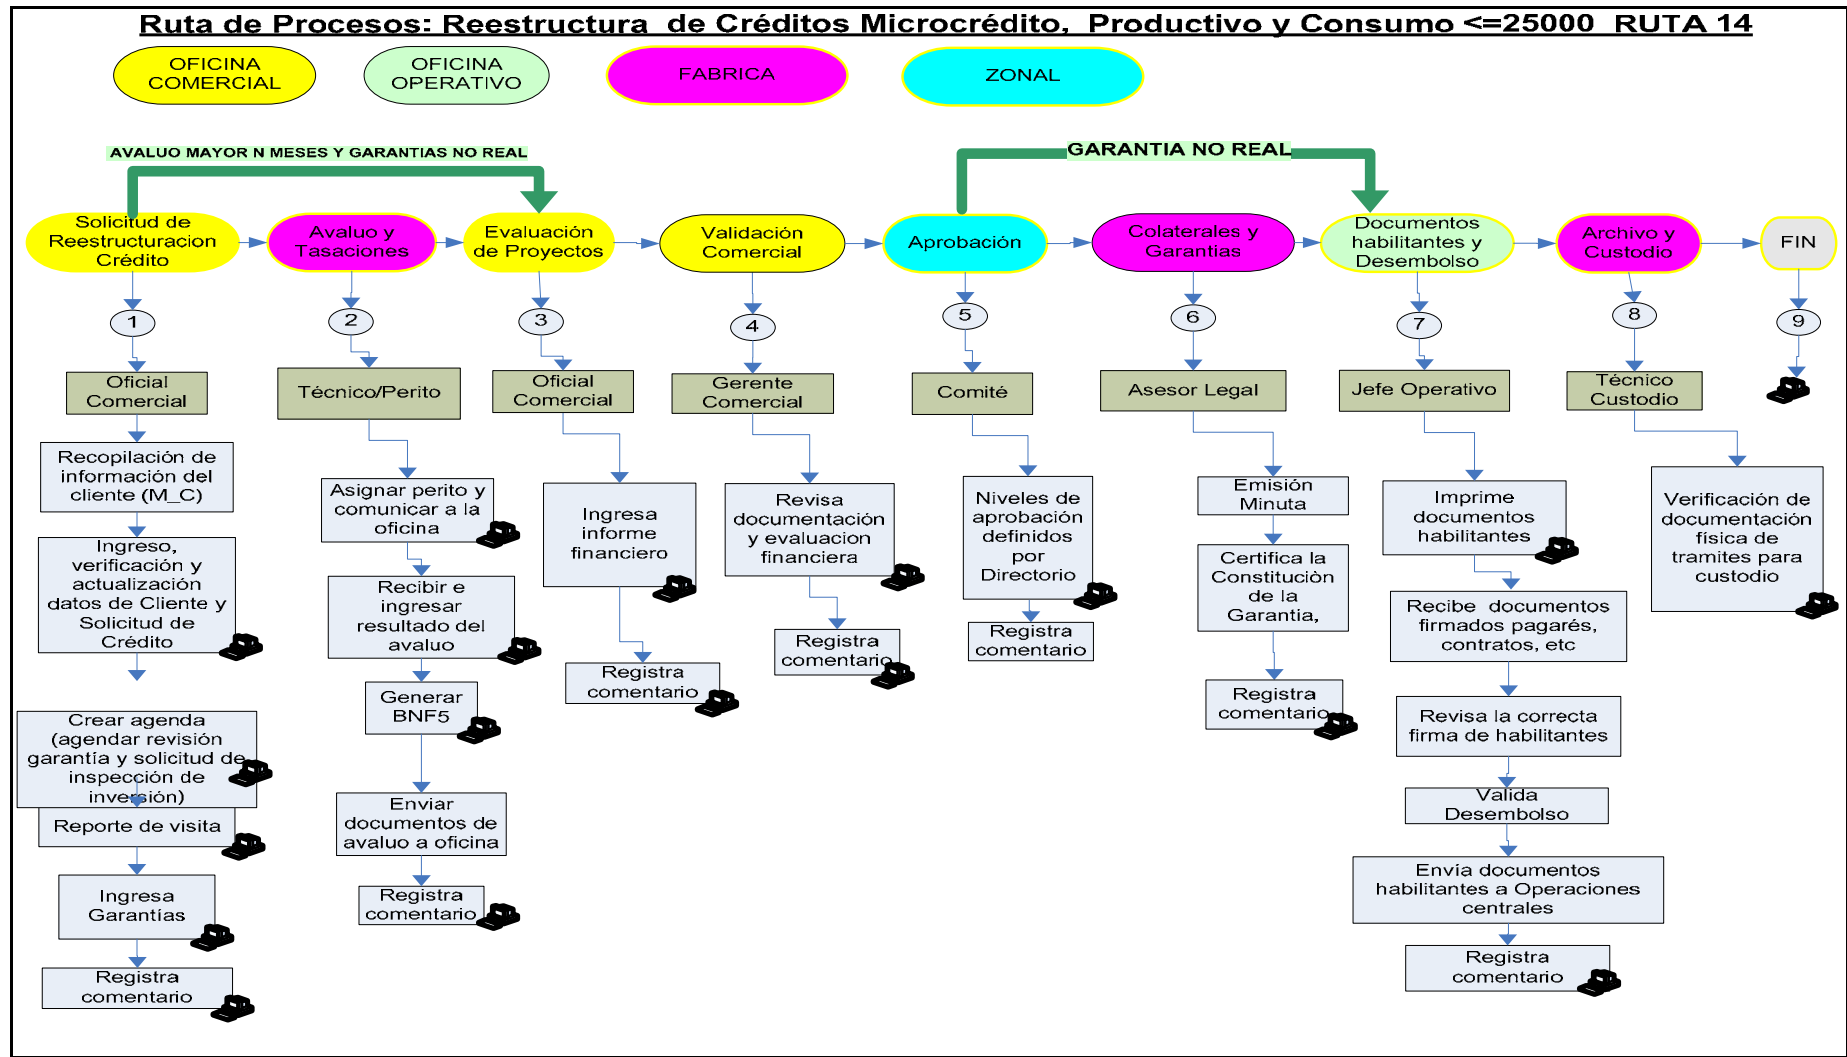 Ruta de Procesos: Reestructura  de Créditos Microcrédito,  Productivo y Consumo <=25000  RUTA 14
OFICINA
COMERCIAL
OFICINA
OPERATIVO
FABRICA
ZONAL
AVALUO MAYOR N MESES Y GARANTIAS NO REAL
GARANTIA NO REAL
Solicitud de
Reestructuracion
Crédito
Avaluo y
Tasaciones
Evaluación
de Proyectos
Validación
Comercial
Aprobación
Colaterales y
Garantias
Documentos
habilitantes y
Desembolso
Archivo y
Custodio
FIN
1
2
3
4
5
6
7
8
9
Oficial
Comercial
Técnico/Perito
Oficial
Comercial
Gerente
Comercial
Comité
Asesor Legal
Jefe Operativo
Técnico
Custodio
Recopilación de
información del
cliente (M_C)
Ingreso,
verificación y
actualización
datos de Cliente y
Solicitud de
Crédito
Crear agenda
(agendar revisión
garantía y solicitud de
inspección de
inversión)
Reporte de visita
Ingresa
Garantías
Registra
comentario
Asignar perito y
comunicar a la
oficina
Recibir e
ingresar
resultado del
avaluo
Generar
BNF5
Enviar
documentos de
avaluo a oficina
Registra
comentario
Ingresa
informe
financiero
Registra
comentario
Revisa
documentación
y evaluacion
financiera
Registra
comentario
Niveles de
aprobación
definidos
por
Directorio
Registra
comentario
Emisión
Minuta
Certifica la
Constituciòn
de la
Garantia,
Registra
comentario
Imprime
documentos
habilitantes
Recibe  documentos
firmados pagarés,
contratos, etc
Revisa la correcta
firma de habilitantes
Valida
Desembolso
Envía documentos
habilitantes a Operaciones
centrales
Registra
comentario
Verificación de
documentación
física de
tramites para
custodio